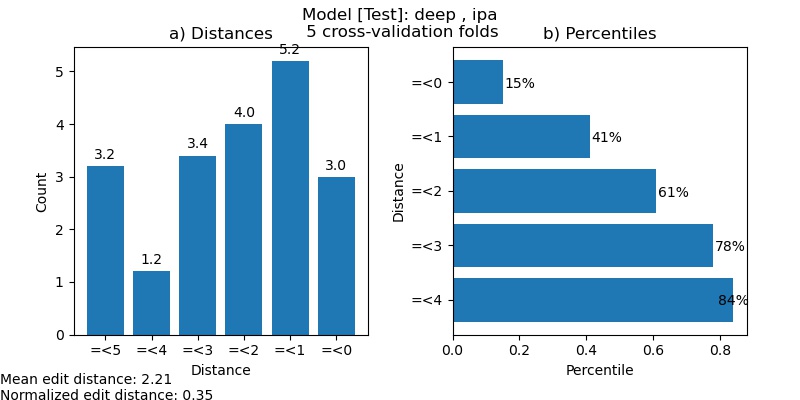 Model [Test]: deep , ipa
5 cross-validation folds
a) Distances
5.2
4.0
3.4
3.2
3.0
1.2
5
4
3
2
1
0
Count
=<5 =<4 =<3 =<2 =<1 =<0
Distance
b) Percentiles
=<0 15%
=<1 41%
=<2 61%
=<3 78%
=<4 84%
Distance
0.0 0.2 0.4 0.6 0.8
Percentile
Mean edit distance: 2.21
Normalized edit distance: 0.35